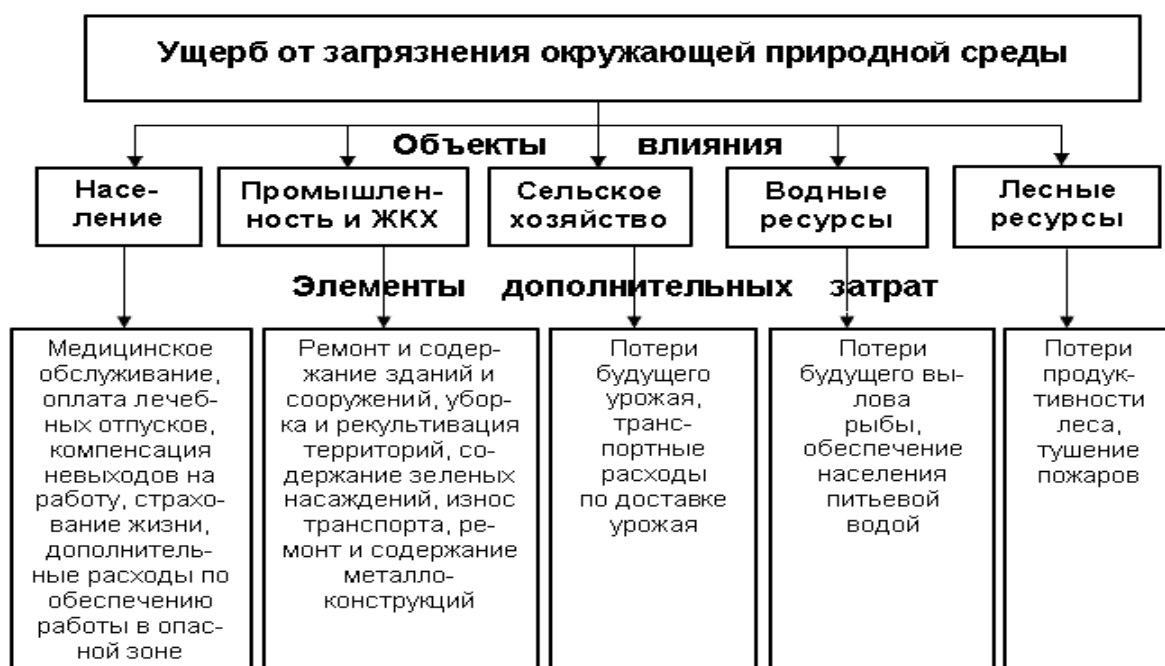 Ущерб от загрязнения окружающей природной среды
Объекты влияния
Насе-
ление
Промышлен-
ность и ЖКХ
Сельское
хозяйство
Водные
ресурсы
Лесные
ресурсы
Элементы дополнительных затрат
Медицинское
обслуживание,
оплата лечеб-
ных отпусков,
компенсация
невыходов на
работу, страхо-
вание жизни,
дополнитель-
ные расходы по
обеспечению
работы в опас-
ной зоне
Ремонт и содер-
жание зданий и
сооружений, убор-
ка и рекультивация
территорий, со-
держание зеленых
насаждений, износ
транспорта, ре-
монт и содержание
металло-
конструкций
Потери
будущего
урожая,
транс-
портные
расходы
по доставке
урожая
Потери
будущего вы-
лова
рыбы,
обеспечение
населения
питьевой
водой
Потери
продук-
тивности
леса,
тушение
пожаров